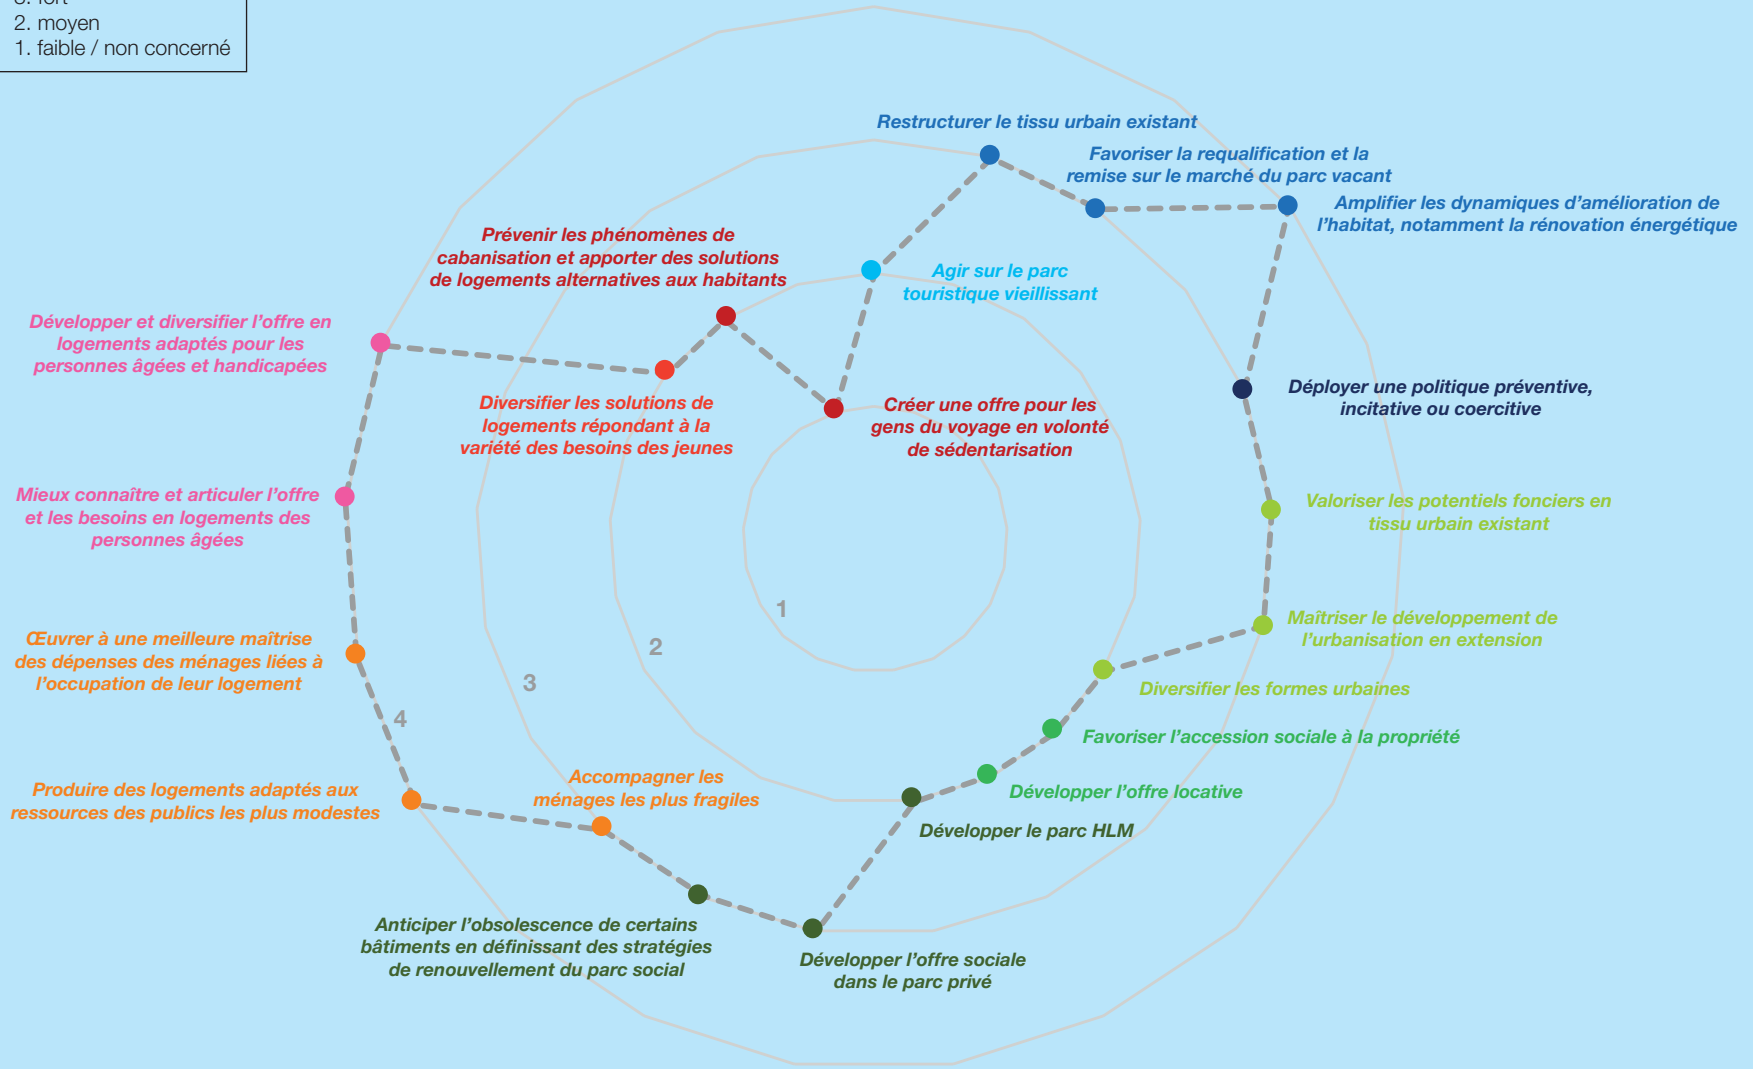 2. moyen
1. faible / non concerné
Restructurer le tissu urbain existant
Favoriser la requalification et la
remise sur le marché du parc vacant
Amplifier les dynamiques d’amélioration de
l’habitat, notamment la rénovation énergétique
Prévenir les phénomènes de
cabanisation et apporter des solutions
de logements alternatives aux habitants
Agir sur le parc
touristique vieillissant
Développer et diversifier l’offre en
logements adaptés pour les
personnes âgées et handicapées
Diversifier les solutions de
logements répondant à la
variété des besoins des jeunes
Créer une offre pour les
gens du voyage en volonté
de sédentarisation
Déployer une politique préventive,
incitative ou coercitive
Mieux connaître et articuler l’offre
et les besoins en logements des
personnes âgées
Valoriser les potentiels fonciers en
tissu urbain existant
1
2
3
4
Œuvrer à une meilleure maîtrise
des dépenses des ménages liées à
l’occupation de leur logement
Maîtriser le développement de
l’urbanisation en extension
Diversifier les formes urbaines
Favoriser l’accession sociale à la propriété
Produire des logements adaptés aux
ressources des publics les plus modestes
Accompagner les
ménages les plus fragiles
Développer l’offre locative
Développer le parc HLM
Anticiper l’obsolescence de certains
bâtiments en définissant des stratégies
de renouvellement du parc social
Développer l’offre sociale
dans le parc privé